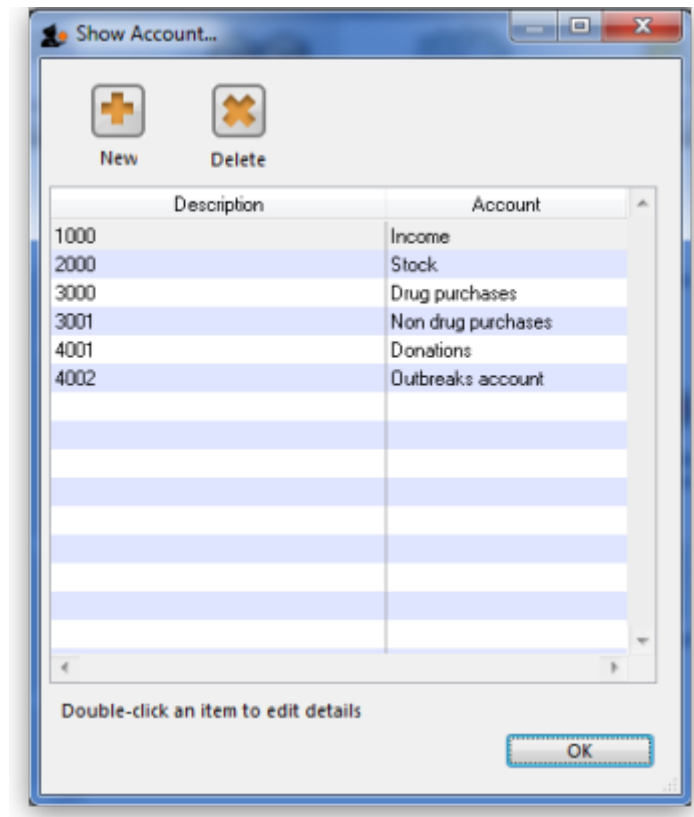 Show Account...
New Delete
Description Account
1000 Income
2000 Stock
3000 Drug purchases
3001 Non drug purchases
4001 Donations
4002 Outbreaks account
Double-click an item to edit details
OK